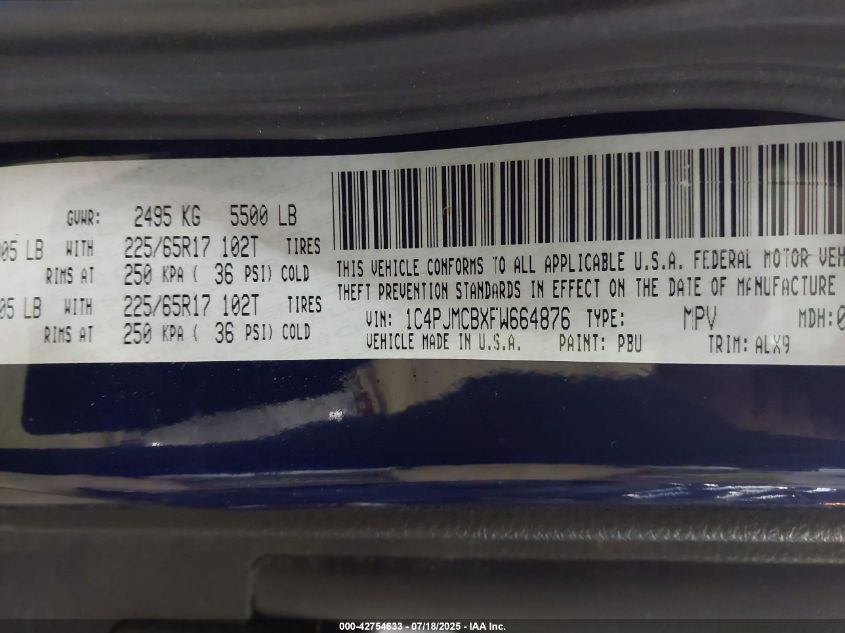 GVWR: 2495 KG 5500 LB
05 LB WITH 225/65R17 102T TIRES
RIMS AT 250 KPA ( 36 PSI) COLD
05 LB WITH 225/65R17 102T TIRES
RIMS AT 250 KPA ( 36 PSI) COLD
THIS VEHICLE CONFORMS TO ALL APPLICABLE U.S.A. FEDERAL MOTOR VEH
THEFT PREVENTION STANDARDS IN EFFECT ON THE DATE OF MANUFACTURE
VIN: 1C4PJMCBXFW664876 TYPE: MPV MDH:0
VEHICLE MADE IN U.S.A. PAINT: PBU TRIM: ALX9
000-42754633 - 07/18/2025 - IAA Inc.